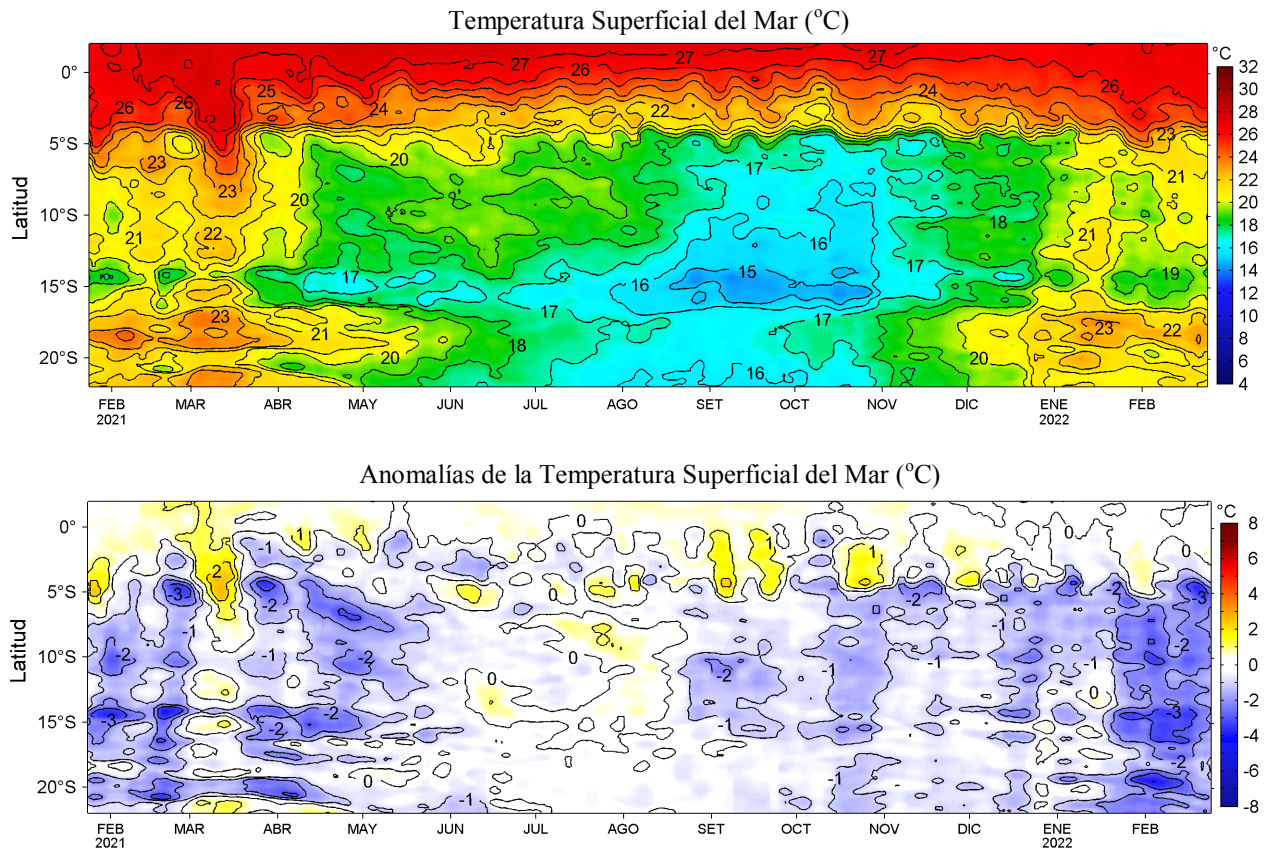 Temperatura Superficial del Mar (°C)
°C
32
30
28
26
24
22
20
18
16
14
12
10
8
6
4
Latitud
0°
5°S
10°S
15°S
20°S
27 27 27
26 26 26 26 26
25 24 22 24
23 23 23
20 17 21
23 20
18
21 22 16 21
17 16 15 17 19
23 17 17 23 22
21 18
20 20
16
FEB MAR ABR MAY JUN JUL AGO SET OCT NOV DIC ENE FEB
2021 2022
Anomalías de la Temperatura Superficial del Mar (°C)
°C
8
6
4
2
0
-2
-4
-6
-8
Latitud
0°
5°S
10°S
15°S
20°S
0 0
1 1 1 0
-1
2
-3 -2 0 -2 -2 -3
-2
-1 -1
-2 -1 -2 0 -1 -1 -2
-2
0 0
-3 -2 -2 -1 -3
-2
0 -1
-1
FEB MAR ABR MAY JUN JUL AGO SET OCT NOV DIC ENE FEB
2021 2022